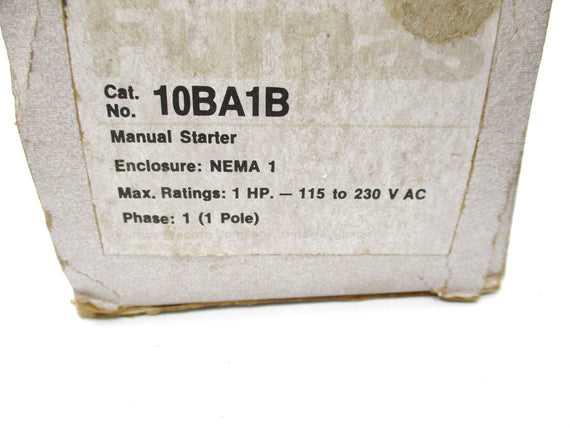 Furnas
Cat. No. 10BA1B
Manual Starter
Enclosure: NEMA 1
Max. Ratings: 1 HP. — 115 to 230 V AC
Phase: 1 (1 Pole)